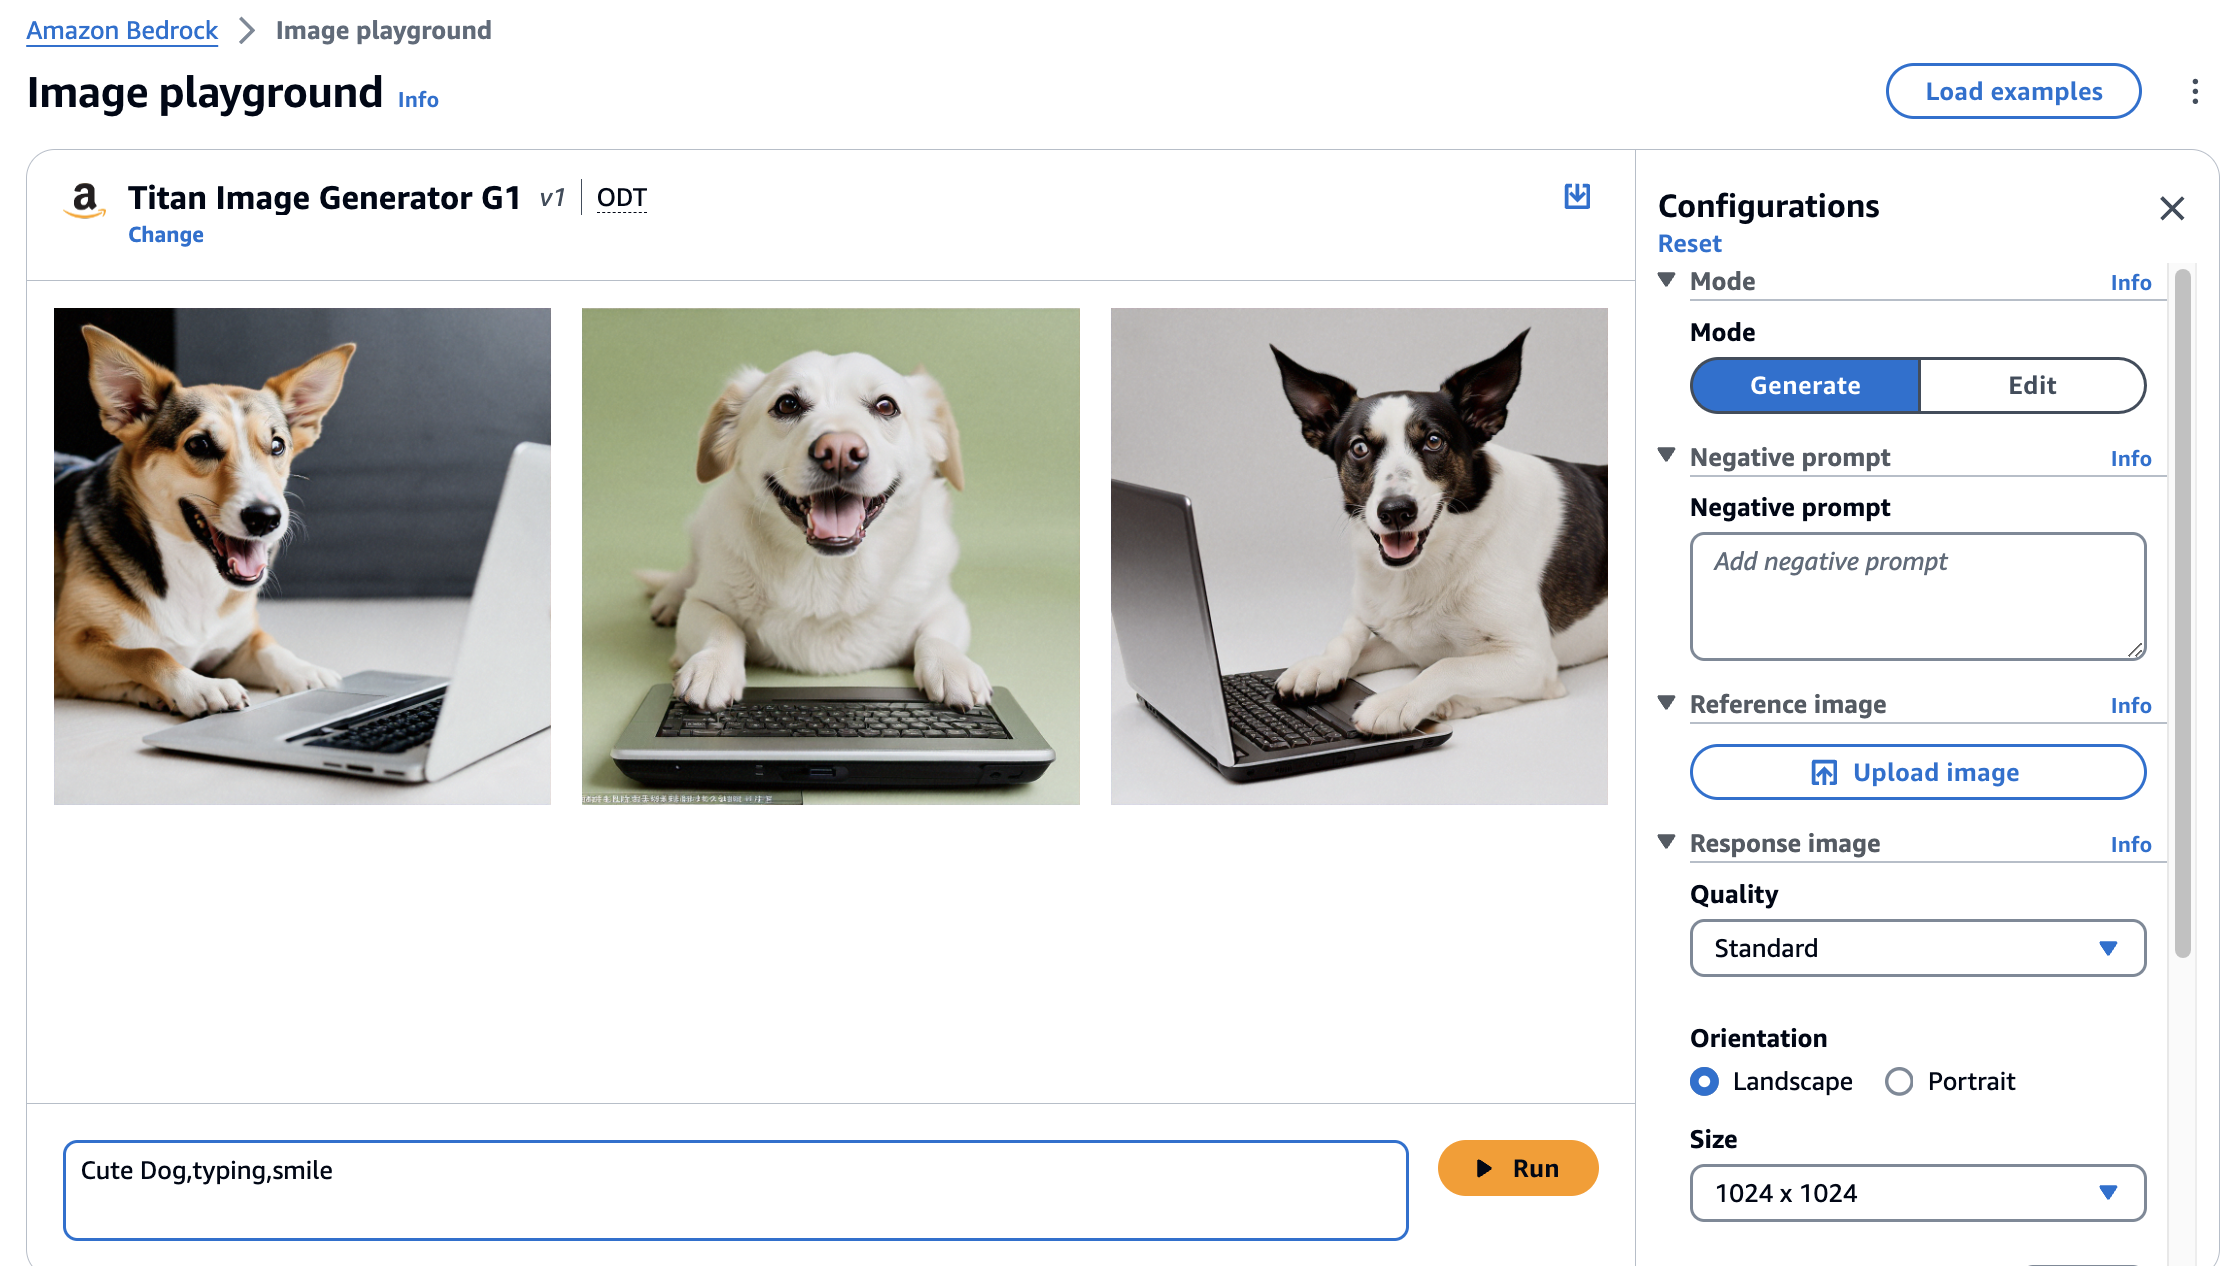 Amazon Bedrock > Image playground
Image playground Info
Load examples
a Titan Image Generator G1 v1 | ODT
Change
Cute Dog,typing,smile
Run
Configurations
Reset
Mode Info
Mode
Generate Edit
Negative prompt Info
Negative prompt
Add negative prompt
Reference image Info
Upload image
Response image Info
Quality
Standard
Orientation
Landscape Portrait
Size
1024 x 1024